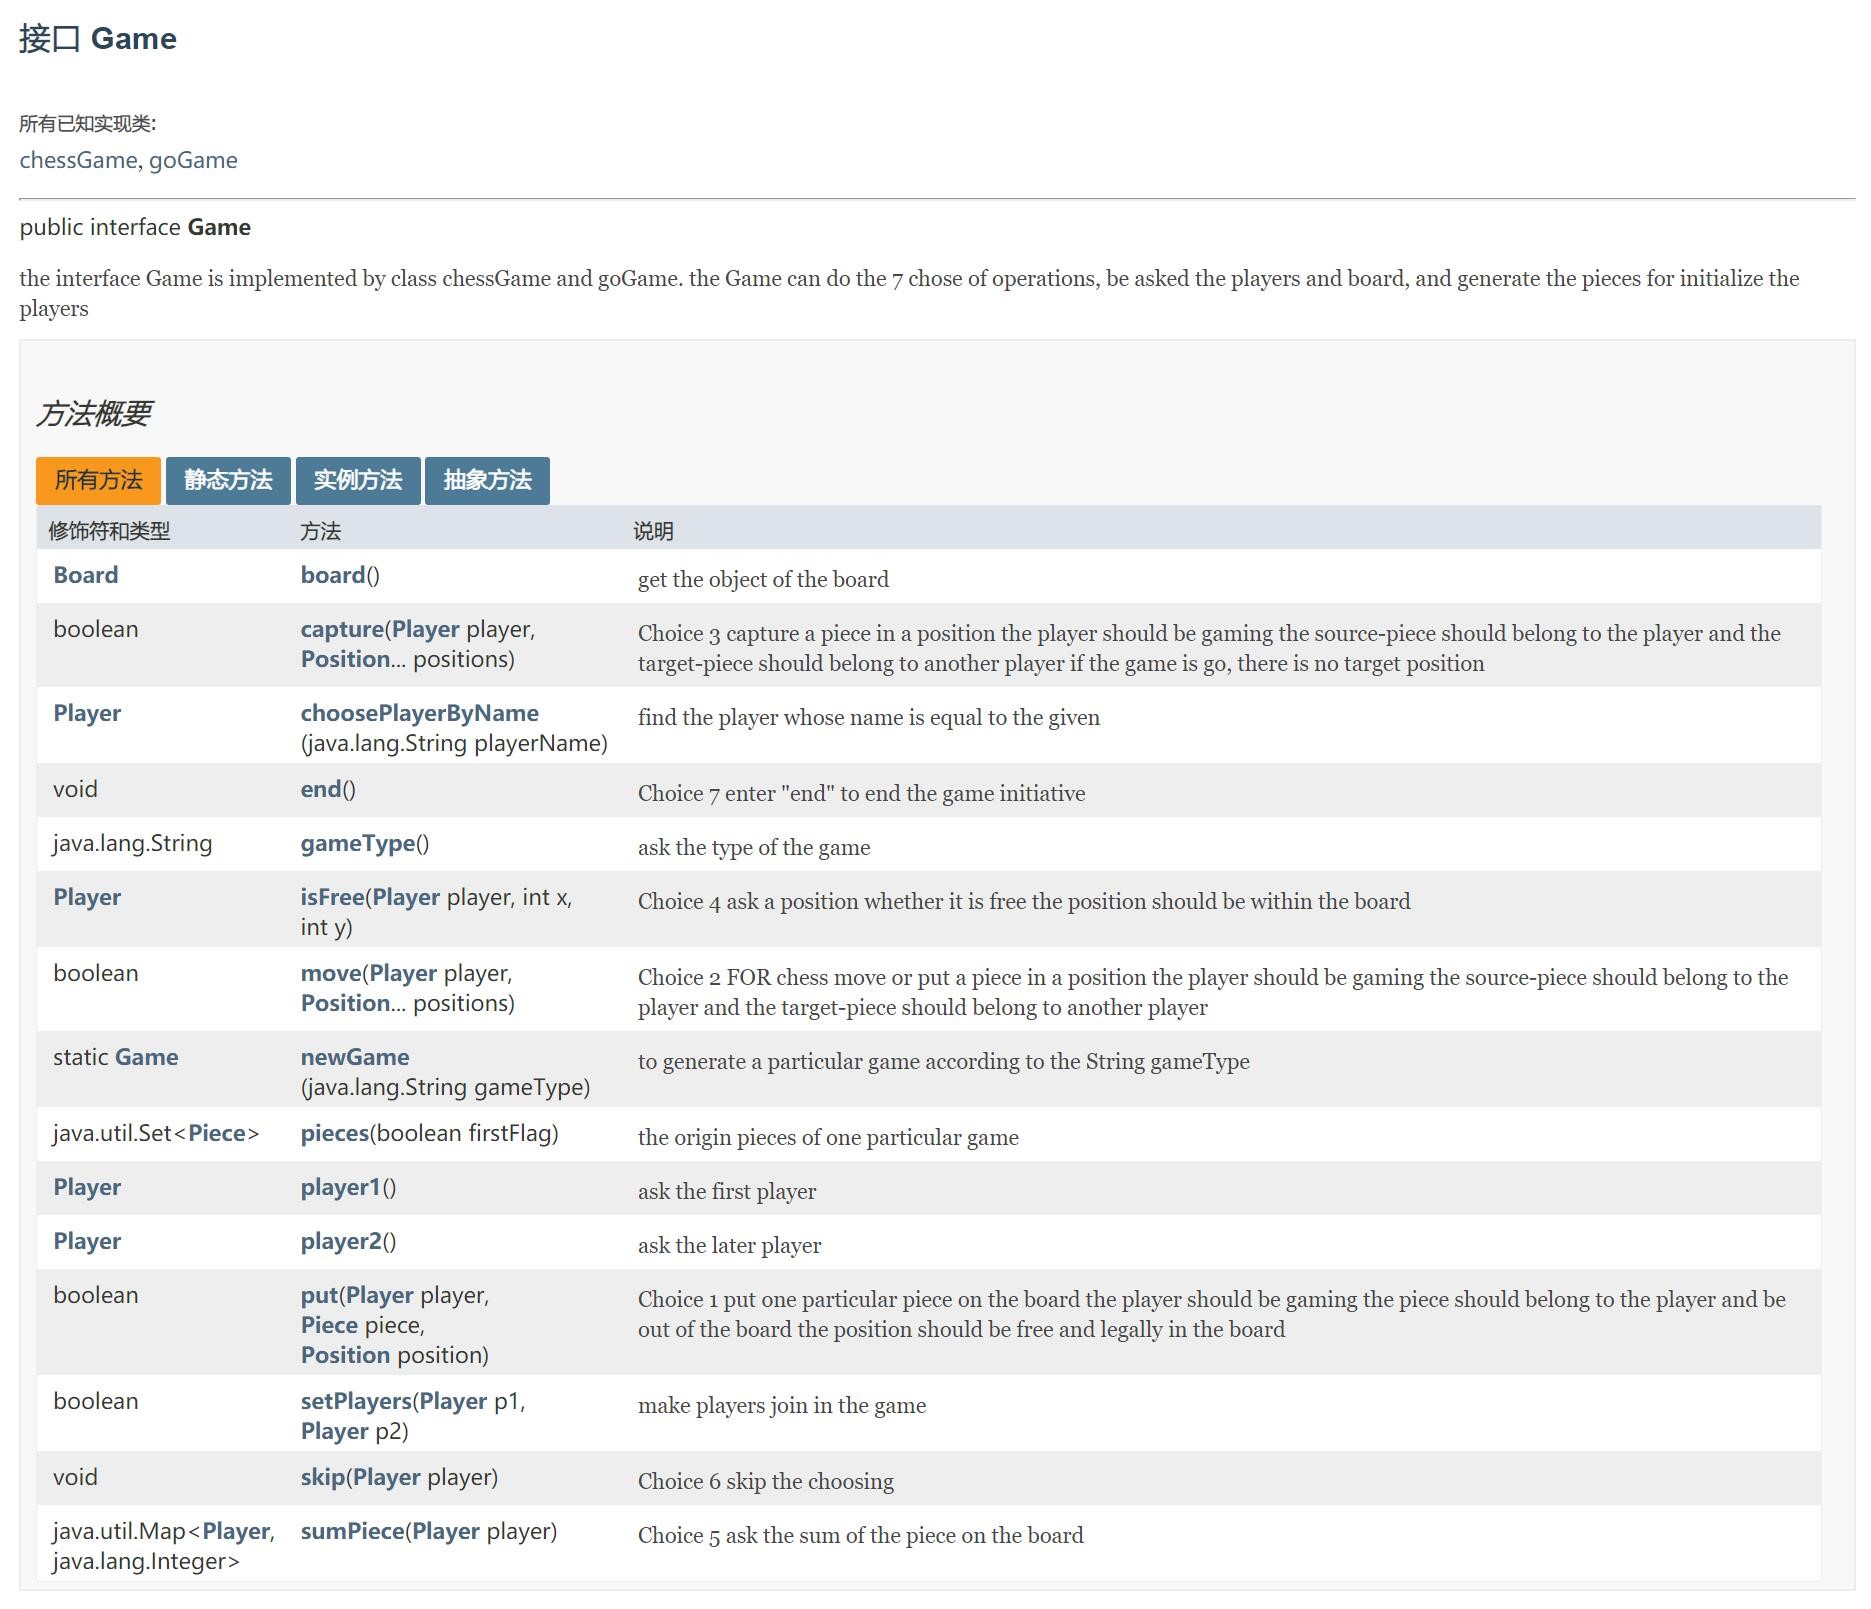 接口 Game
所有已知实现类:
chessGame, goGame
public interface Game
the interface Game is implemented by class chessGame and goGame. the Game can do the 7 chose of operations, be asked the players and board, and generate the pieces for initialize the
players
方法概要
所有方法 静态方法 实例方法 抽象方法
修饰符和类型 方法 说明
Board board() get the object of the board
boolean capture(Player player, Choice 3 capture a piece in a position the player should be gaming the source-piece should belong to the player and the
Position... positions) target-piece should belong to another player if the game is go, there is no target position
Player choosePlayerByName find the player whose name is equal to the given
(java.lang.String playerName)
void end() Choice 7 enter "end" to end the game initiative
java.lang.String gameType() ask the type of the game
Player isFree(Player player, int x, Choice 4 ask a position whether it is free the position should be within the board
int y)
boolean move(Player player, Choice 2 FOR chess move or put a piece in a position the player should be gaming the source-piece should belong to the
Position... positions) player and the target-piece should belong to another player
static Game newGame to generate a particular game according to the String gameType
(java.lang.String gameType)
java.util.Set<Piece> pieces(boolean firstFlag) the origin pieces of one particular game
Player player1() ask the first player
Player player2() ask the later player
boolean put(Player player, Choice 1 put one particular piece on the board the player should be gaming the piece should belong to the player and be
Piece piece, out of the board the position should be free and legally in the board
Position position)
boolean setPlayers(Player p1, make players join in the game
Player p2)
void skip(Player player) Choice 6 skip the choosing
java.util.Map<Player, sumPiece(Player player) Choice 5 ask the sum of the piece on the board
java.lang.Integer>